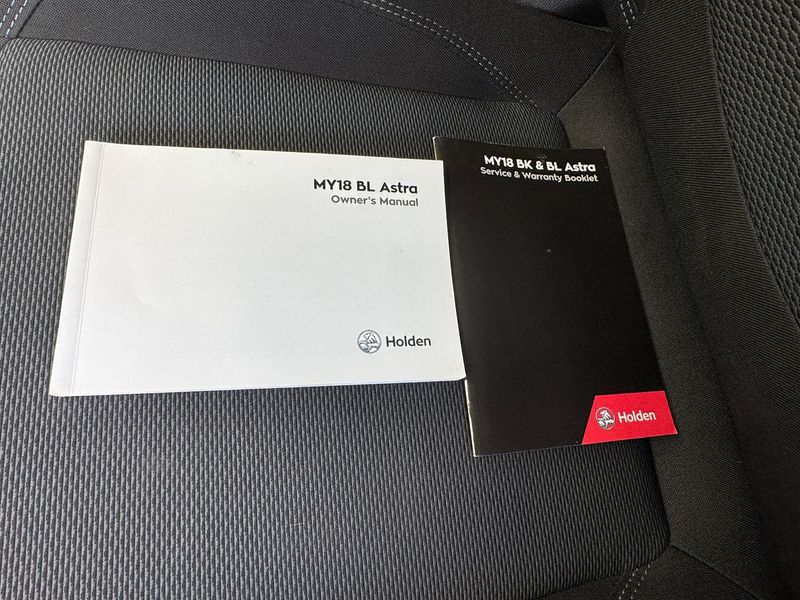 MY18 BL Astra
Owner's Manual
Holden
MY18 BK & BL Astra
Service & Warranty Booklet
Holden